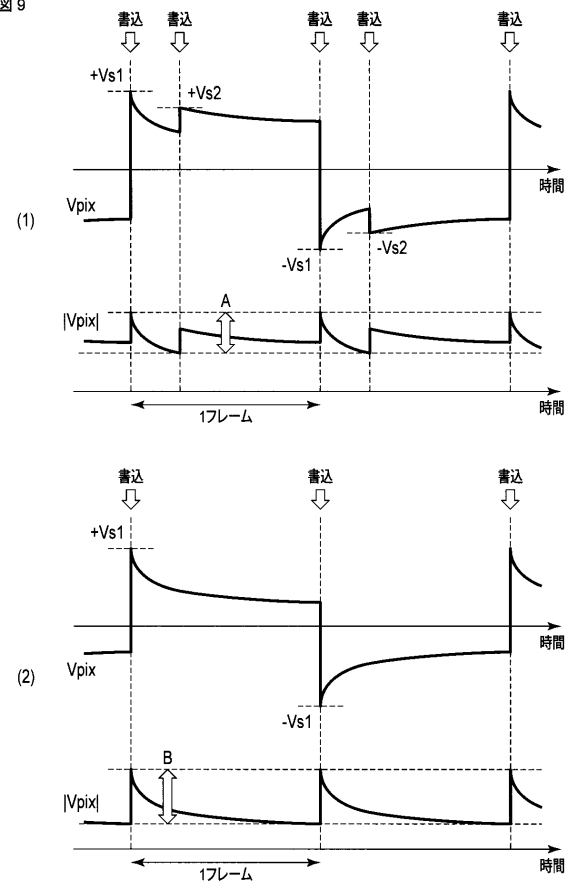 図 9
書込 書込 書込 書込 書込
+Vs1
+Vs2
時間
Vpix
(1)
-Vs1
-Vs2
A
|Vpix|
時間
1フレーム
書込 書込 書込
+Vs1
時間
Vpix
(2)
-Vs1
B
|Vpix|
時間
1フレーム